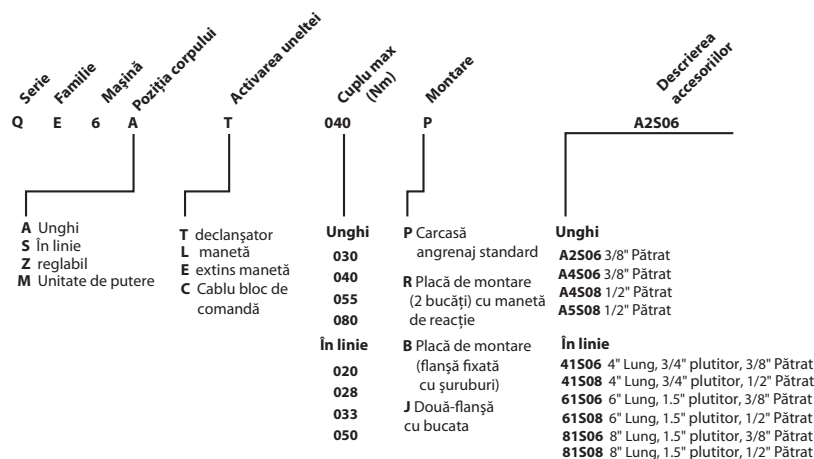 Serie
Familie
Mașină
Poziția corpului
Activarea uneltei
Cuplu max
(Nm)
Montare
Descrierea
accesoriilor
Q E 6 A T 040 P A2S06
A Unghi
S În linie
Z reglabil
M Unitate de putere
T declanşator
L manetă
E extins manetă
C Cablu bloc de
comandă
Unghi
030
040
055
080
În linie
020
028
033
050
P Carcasă
angrenaj standard
R Placă de montare
(2 bucăți) cu manetă
de reacție
B Placă de montare
(flanşă fixată
cu şuruburi)
J Două-flanşă
cu bucata
Unghi
A2S06 3/8" Pătrat
A4S06 3/8" Pătrat
A4S08 1/2" Pătrat
A5S08 1/2" Pătrat
În linie
41S06 4" Lung, 3/4" plutitor, 3/8" Pătrat
41S08 4" Lung, 3/4" plutitor, 1/2" Pătrat
61S06 6" Lung, 1.5" plutitor, 3/8" Pătrat
61S08 6" Lung, 1.5" plutitor, 1/2" Pătrat
81S06 8" Lung, 1.5" plutitor, 3/8" Pătrat
81S08 8" Lung, 1.5" plutitor, 1/2" Pătrat